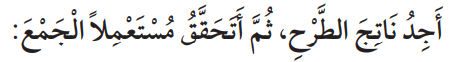 أَجِدُ نَاتِجَ الطَّرْحِ، ثُمَّ أَتَحَقَّقُ مُسْتَعْمِلاً الْجَمْعَ: